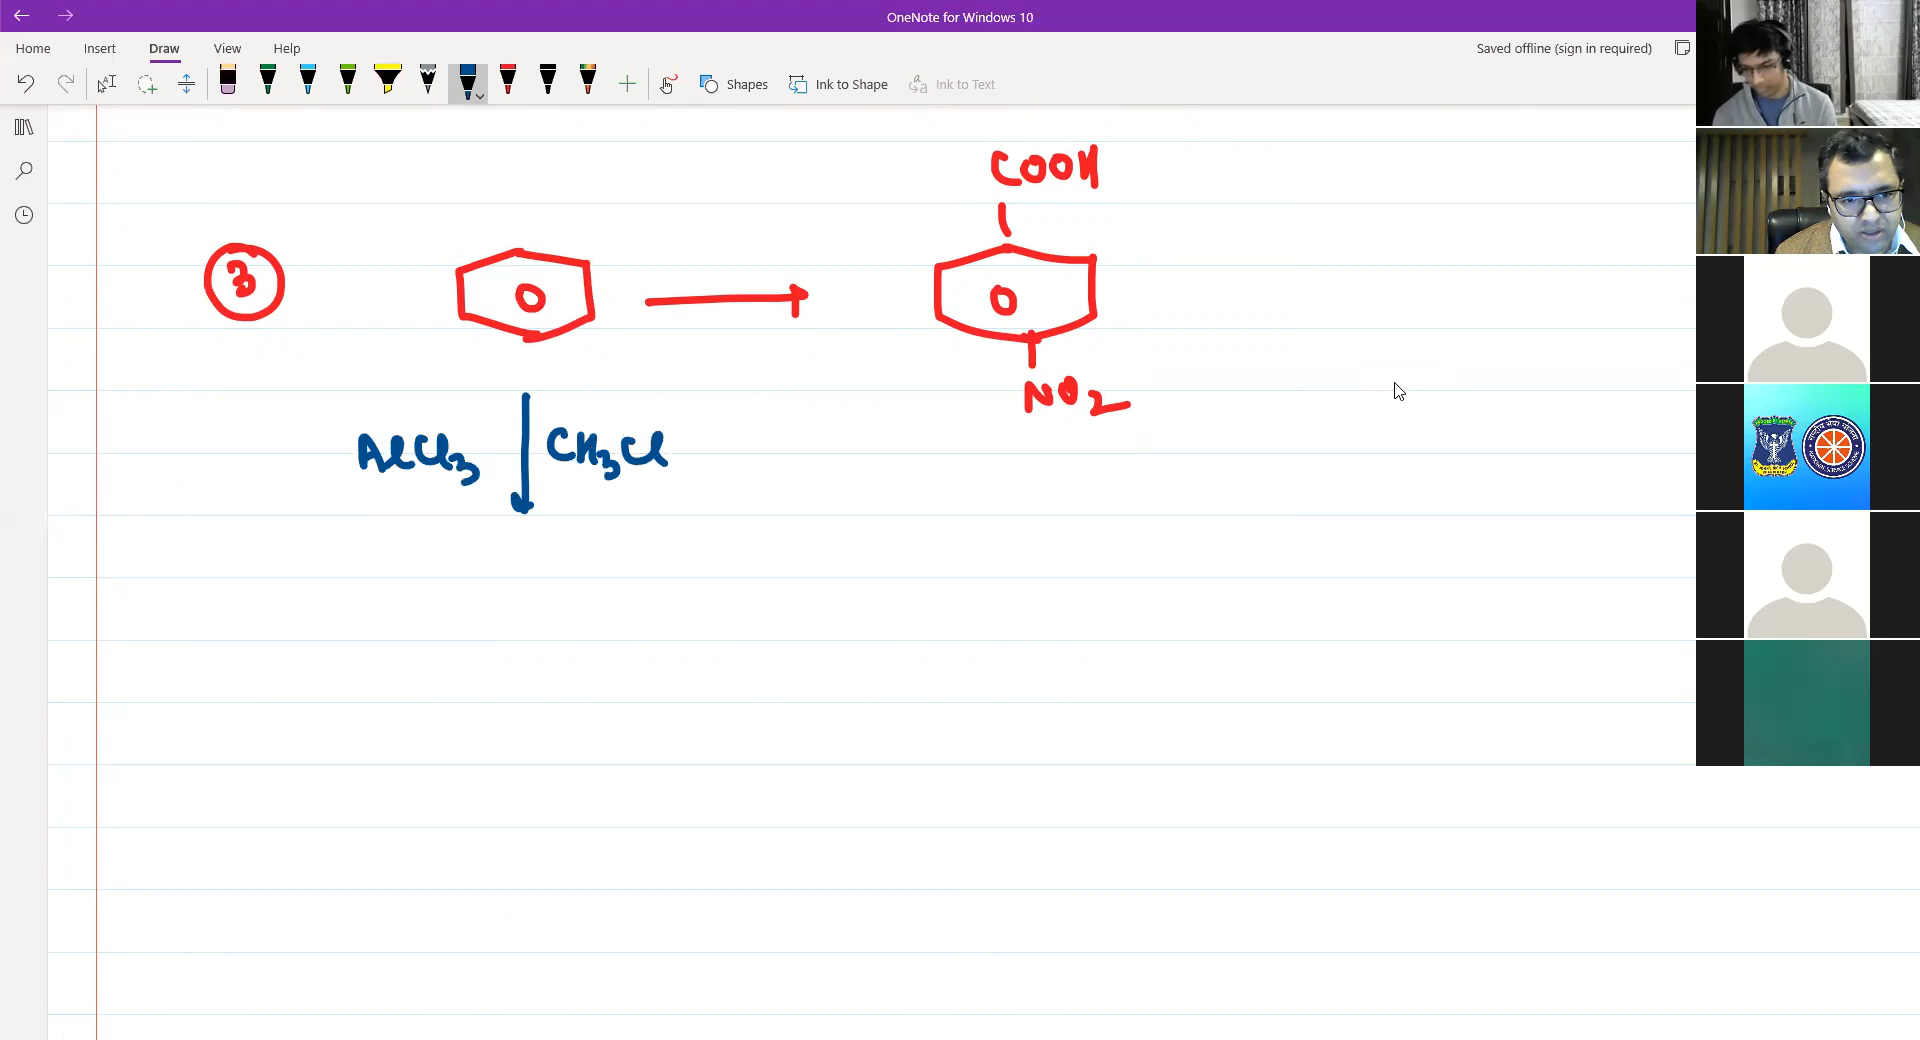 OneNote for Windows 10
Home Insert Draw View Help
Saved offline (sign in required)
Shapes Ink to Shape Ink to Text
COOH
3
NO2
AlCl3 CH3Cl